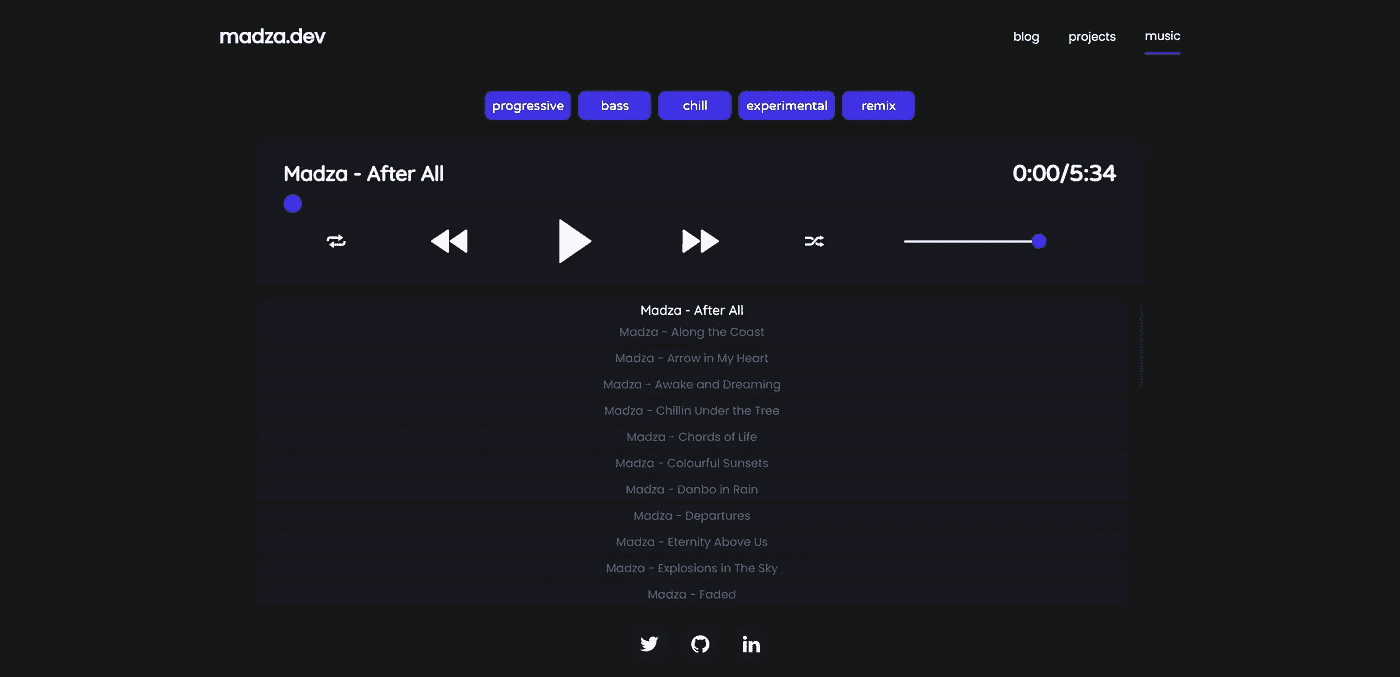 madza.dev
blog projects music
progressive bass chill experimental remix
Madza - After All 0:00/5:34
Madza - After All
Madza - Along the Coast
Madza - Arrow in My Heart
Madza - Awake and Dreaming
Madza - Chillin Under the Tree
Madza - Chords of Life
Madza - Colourful Sunsets
Madza - Danbo in Rain
Madza - Departures
Madza - Eternity Above Us
Madza - Explosions in The Sky
Madza - Faded
in